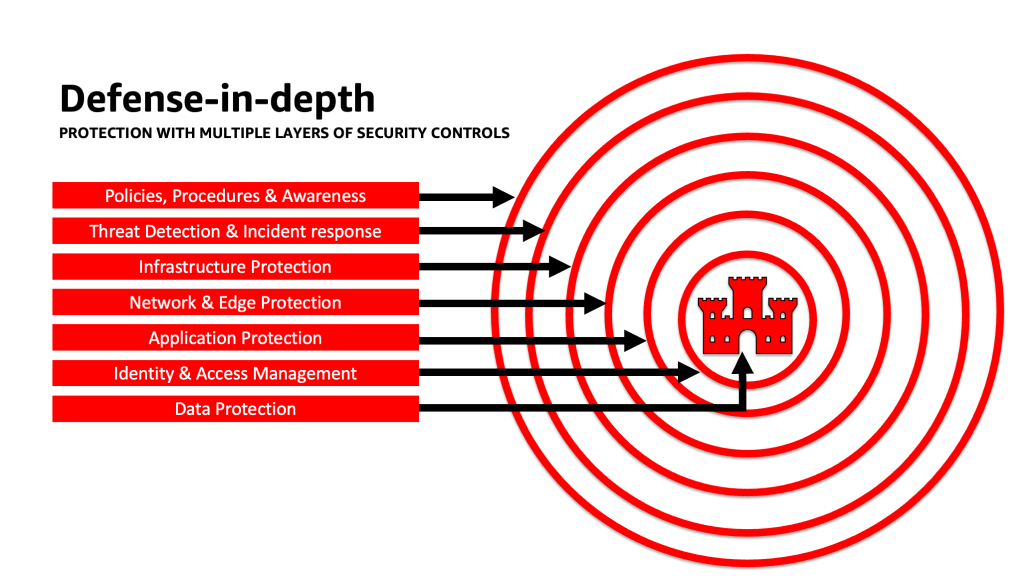 Defense-in-depth
PROTECTION WITH MULTIPLE LAYERS OF SECURITY CONTROLS
Policies, Procedures & Awareness
Threat Detection & Incident response
Infrastructure Protection
Network & Edge Protection
Application Protection
Identity & Access Management
Data Protection